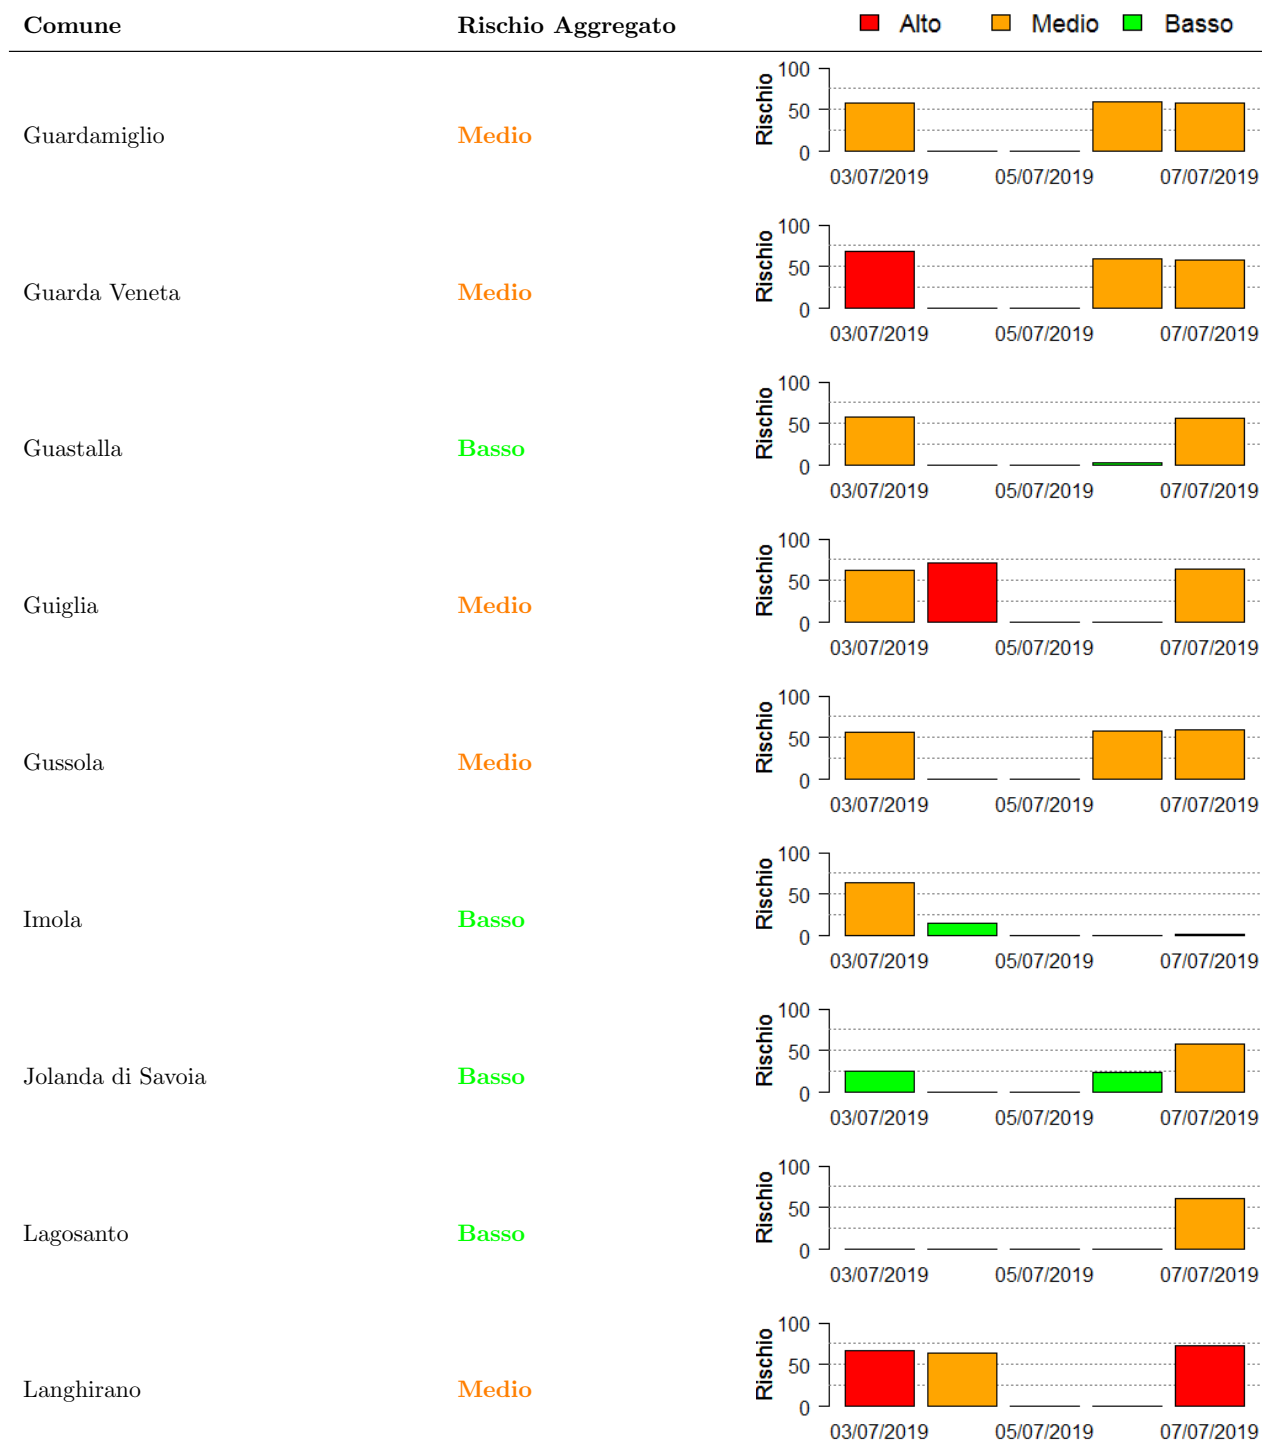 Comune Rischio Aggregato Alto Medio Basso
Guardamiglio Medio
Rischio
100
50
0
03/07/2019 05/07/2019 07/07/2019
Guarda Veneta Medio
Rischio
100
50
0
03/07/2019 05/07/2019 07/07/2019
Guastalla Basso
Rischio
100
50
0
03/07/2019 05/07/2019 07/07/2019
Guiglia Medio
Rischio
100
50
0
03/07/2019 05/07/2019 07/07/2019
Gussola Medio
Rischio
100
50
0
03/07/2019 05/07/2019 07/07/2019
Imola Basso
Rischio
100
50
0
03/07/2019 05/07/2019 07/07/2019
Jolanda di Savoia Basso
Rischio
100
50
0
03/07/2019 05/07/2019 07/07/2019
Lagosanto Basso
Rischio
100
50
0
03/07/2019 05/07/2019 07/07/2019
Langhirano Medio
Rischio
100
50
0
03/07/2019 05/07/2019 07/07/2019